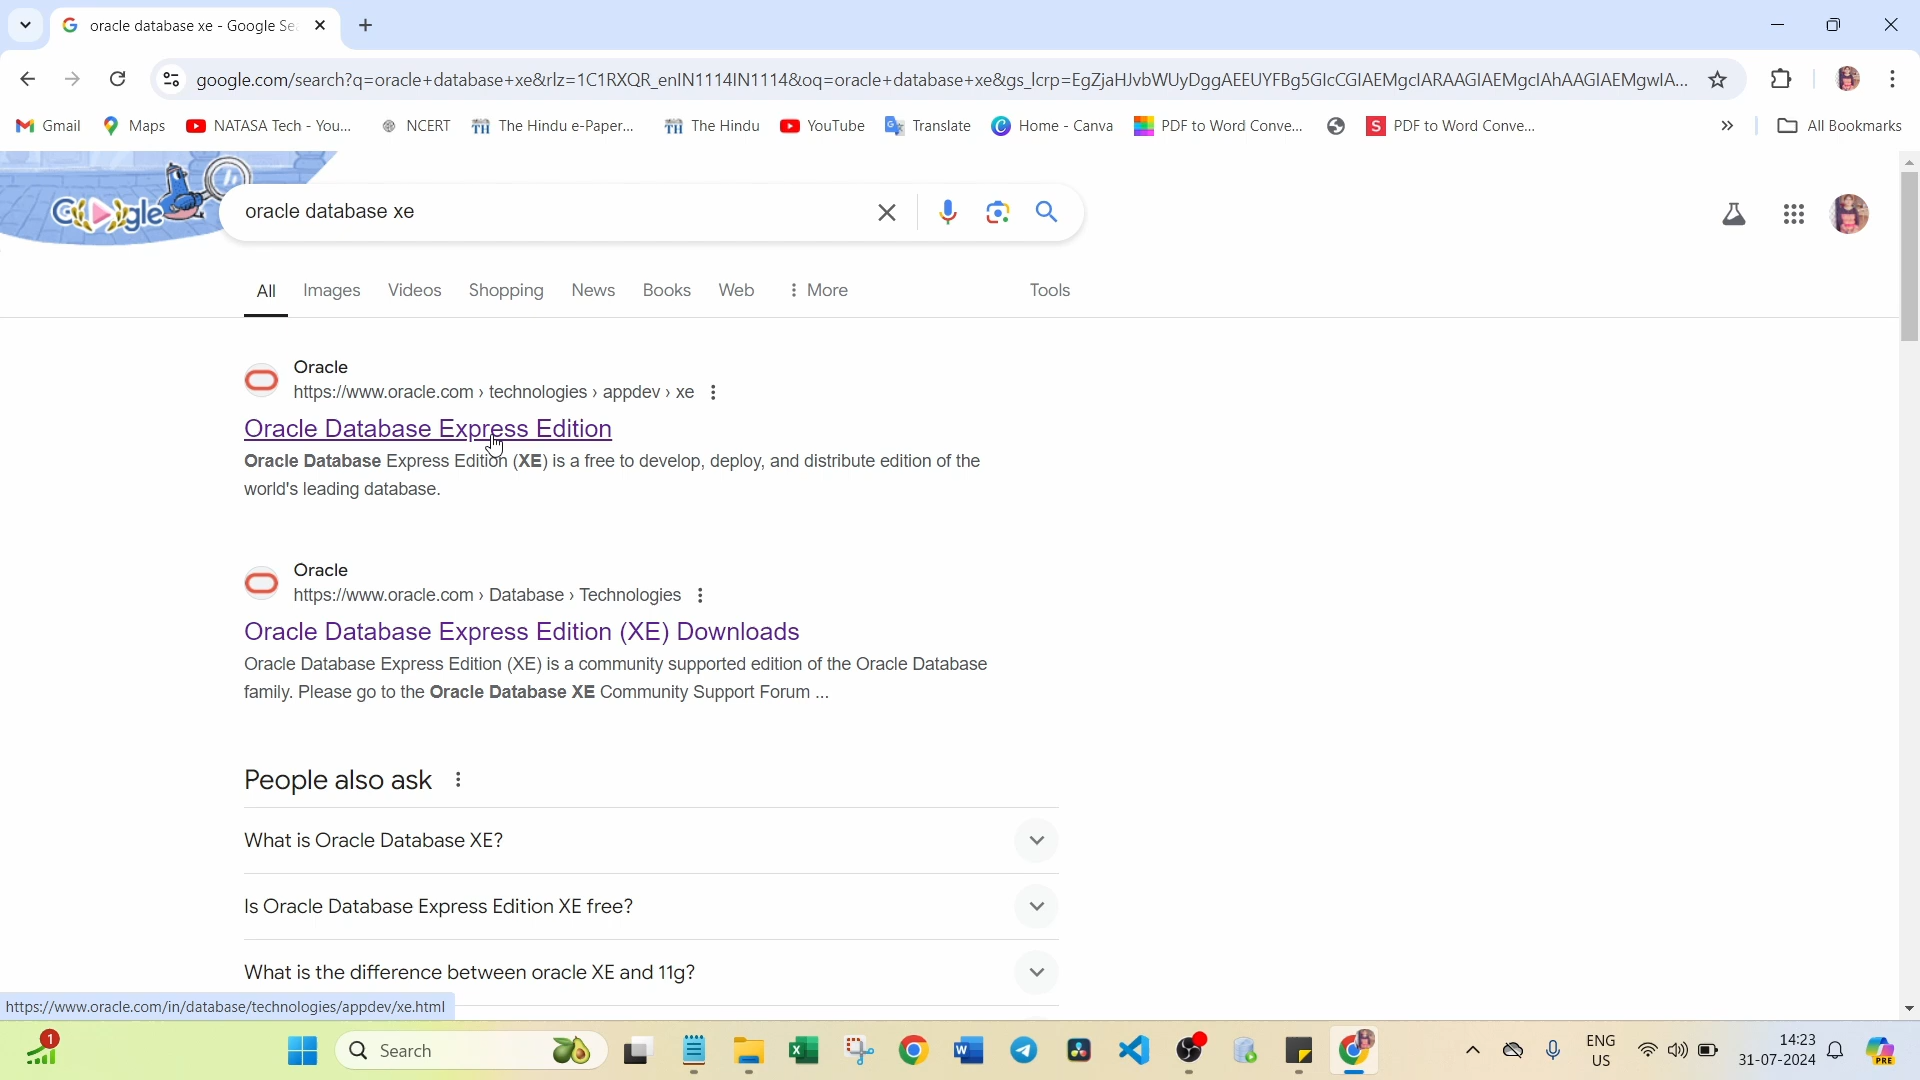 oracle database xe - Google Se
google.com/search?q=oracle+database+xe&rlz=1C1RXQR_enIN1114IN1114&oq=oracle+database+xe&gs_lcrp=EgZjaHJvbWUyDggAEEUYFBg5GIcCGIAEMgcIARAAGIAEMgcIAhAAGIAEMgwIA...
Gmail Maps NATASA Tech - You... NCERT The Hindu e-Paper... The Hindu YouTube Translate Home - Canva PDF to Word Conve... PDF to Word Conve... » All Bookmarks
Google
oracle database xe
All Images Videos Shopping News Books Web More Tools
Oracle
https://www.oracle.com › technologies › appdev › xe
Oracle Database Express Edition
Oracle Database Express Edition (XE) is a free to develop, deploy, and distribute edition of the
world's leading database.
Oracle
https://www.oracle.com › Database › Technologies
Oracle Database Express Edition (XE) Downloads
Oracle Database Express Edition (XE) is a community supported edition of the Oracle Database
family. Please go to the Oracle Database XE Community Support Forum ...
People also ask
What is Oracle Database XE?
Is Oracle Database Express Edition XE free?
What is the difference between oracle XE and 11g?
https://www.oracle.com/in/database/technologies/appdev/xe.html
1
Search
ENG
US
14:23
31-07-2024
PRE